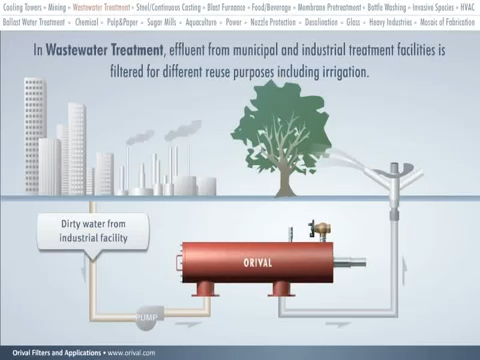 Cooling Towers • Mining • Wastewater Treatment • Steel/Continuous Casting • Blast Furnance • Food/Beverage • Membrane Pretreatment • Bottle Washing • Invasive Species • HVAC
Ballast Water Treatment • Chemical • Pulp&Paper • Sugar Mills • Aquaculture • Power • Nozzle Protection • Desalination • Glass • Heavy Industries • Mosaic of Fabrication
In Wastewater Treatment, effluent from municipal and industrial treatment facilities is
filtered for different reuse purposes including irrigation.
Dirty water from
industrial facility
ORIVAL
PUMP
Orival Filters and Applications • www.orival.com